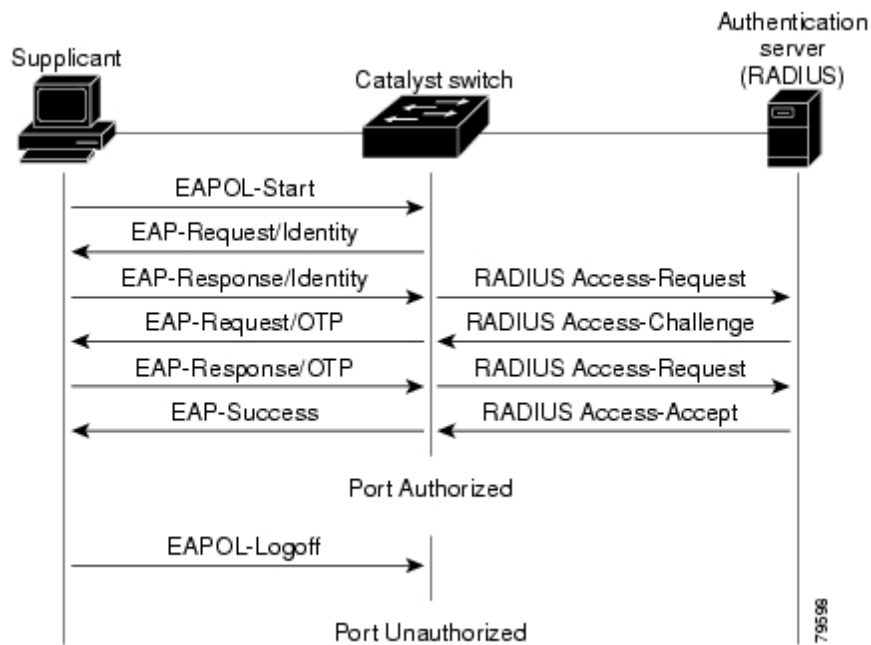 Supplicant
Catalyst switch
Authentication
server
(RADIUS)
EAPOL-Start
EAP-Request/Identity
EAP-Response/Identity
RADIUS Access-Request
EAP-Request/OTP
RADIUS Access-Challenge
EAP-Response/OTP
RADIUS Access-Request
EAP-Success
RADIUS Access-Accept
Port Authorized
EAPOL-Logoff
Port Unauthorized
79598